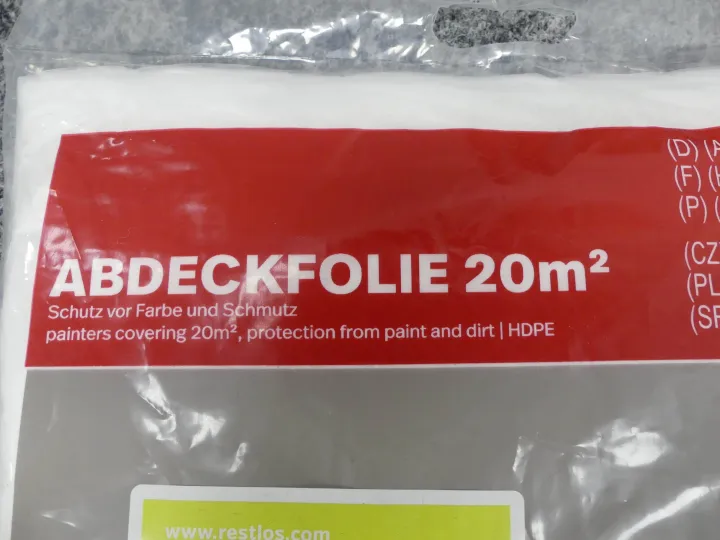 ABDECKFOLIE 20m²
Schutz vor Farbe und Schmutz
painters covering 20m², protection from paint and dirt | HDPE
(D)
(F)
(P)
(CZ
(PL
www.restlos.com